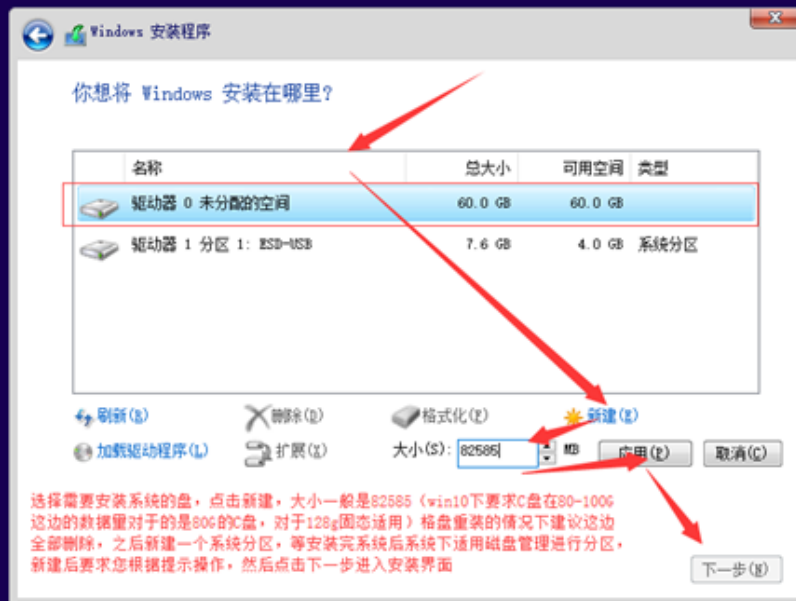 Windows 安装程序
你想将 Windows 安装在哪里?
名称 总大小 可用空间 类型
驱动器 0 未分配的空间 60.0 GB 60.0 GB
驱动器 1 分区 1: ESD-USB 7.6 GB 4.0 GB 系统分区
刷新(R) 删除(D) 格式化(F) 新建(E)
加载驱动程序(L) 扩展(X) 大小(S): 82585 MB 应用(P) 取消(C)
选择需要安装系统的盘，点击新建，大小一般是82585（win10下要求C盘在80-100G
这边的数据量对于的是80G的C盘，对于128g固态适用）格盘重装的情况下建议这边
全部删除，之后新建一个系统分区，等安装完系统后系统下适用磁盘管理进行分区，
新建后要求您根据提示操作，然后点击下一步进入安装界面
下一步(N)